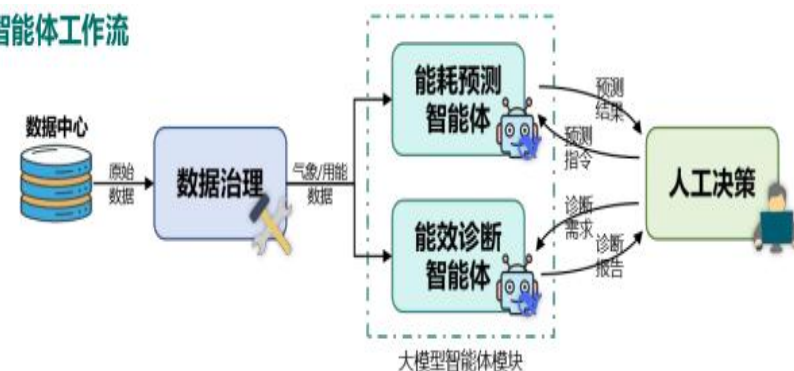 智能体工作流
数据中心
原始
数据
数据治理
气象/用能
数据
能耗预测
智能体
预测
结果
预测
指令
能效诊断
智能体
诊断
需求
诊断
报告
人工决策
大模型智能体模块